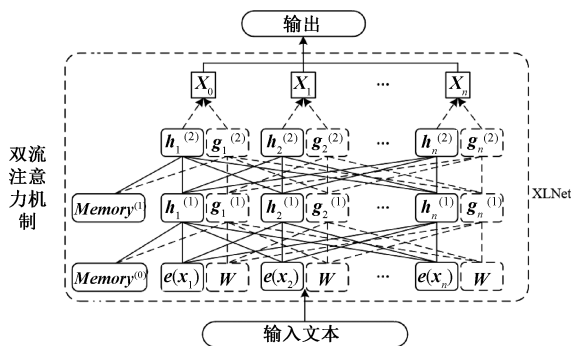 输出
X₀ X₁ ... Xₙ
h₁⁽²⁾ g₁⁽²⁾ h₂⁽²⁾ g₂⁽²⁾ ... hₙ⁽²⁾ gₙ⁽²⁾
双流
注意
力机
制
XLNet
Memory⁽¹⁾ h₁⁽¹⁾ g₁⁽¹⁾ h₂⁽¹⁾ g₂⁽¹⁾ ... hₙ⁽¹⁾ gₙ⁽¹⁾
Memory⁽⁰⁾ e(x₁) W e(x₂) W ... e(xₙ) W
输入文本